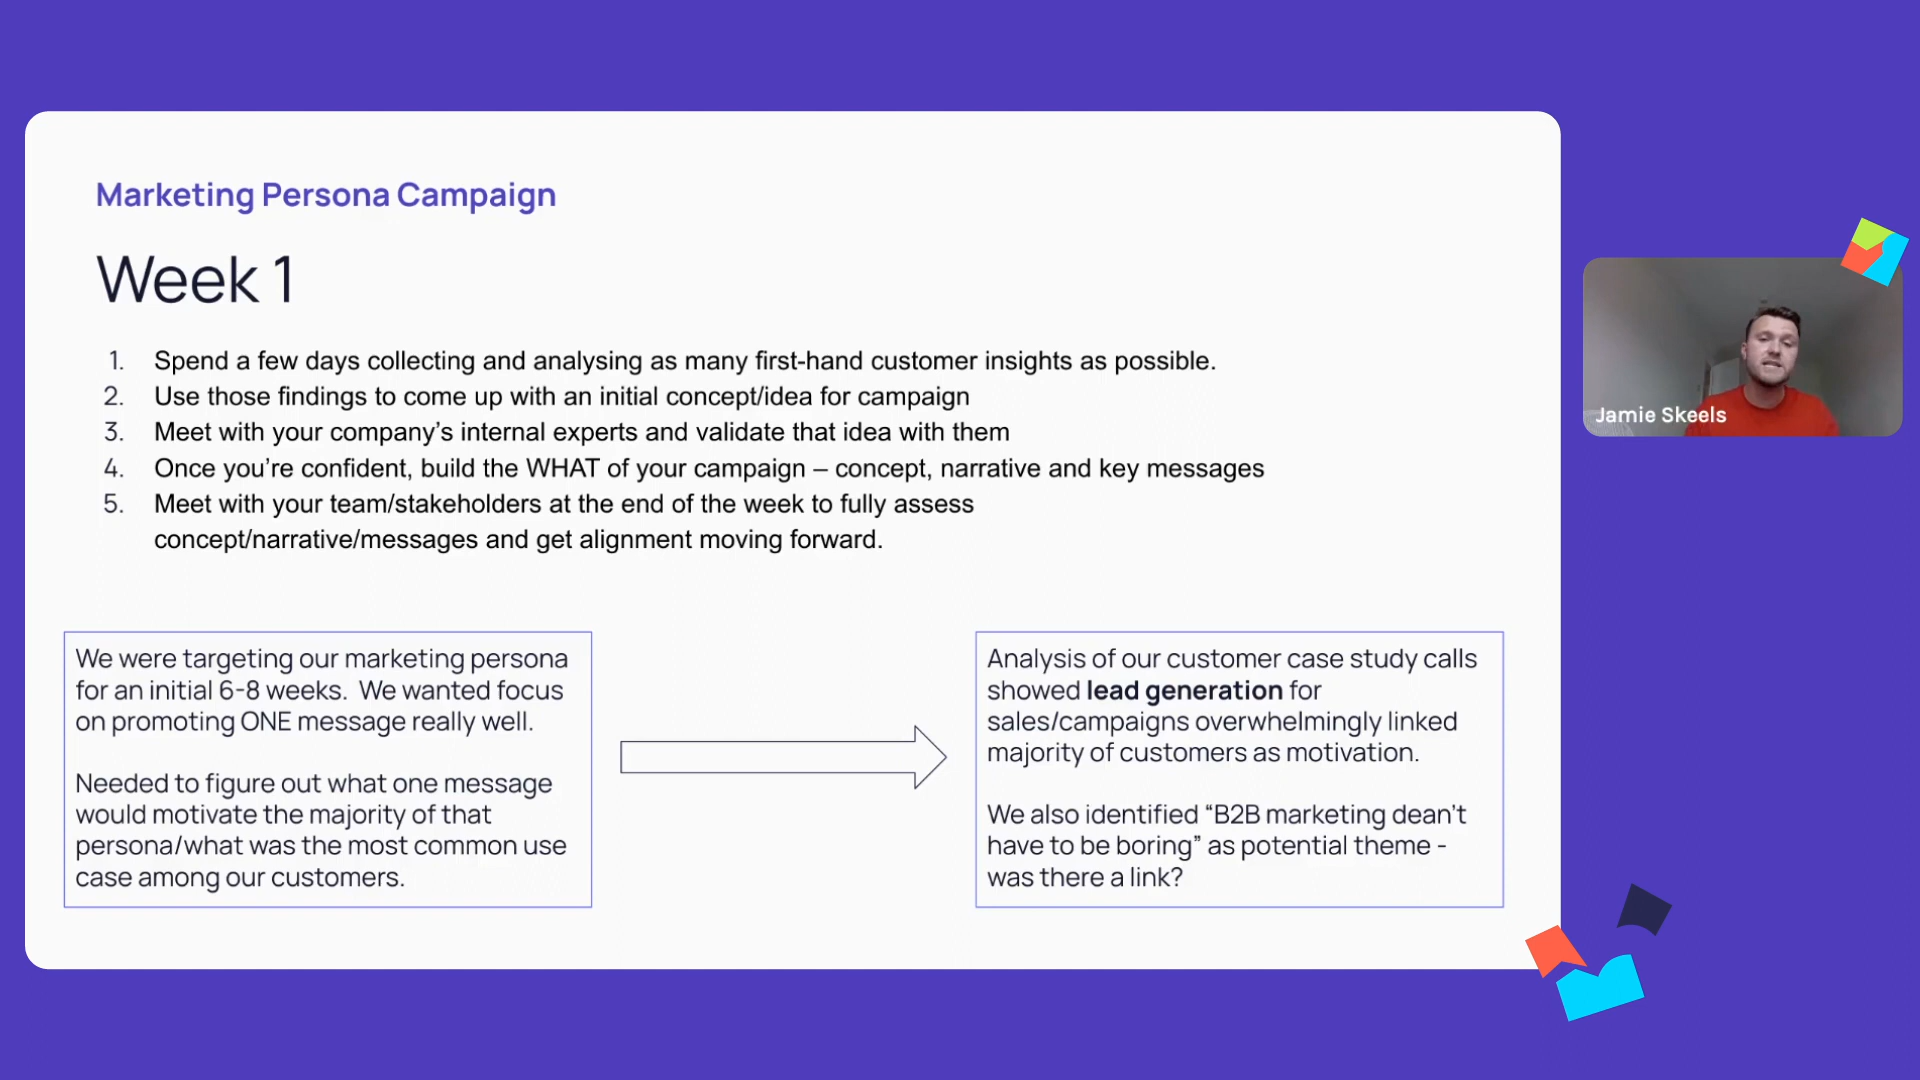 Marketing Persona Campaign
Week 1
1. Spend a few days collecting and analysing as many first-hand customer insights as possible.
2. Use those findings to come up with an initial concept/idea for campaign
3. Meet with your company’s internal experts and validate that idea with them
4. Once you’re confident, build the WHAT of your campaign – concept, narrative and key messages
5. Meet with your team/stakeholders at the end of the week to fully assess
concept/narrative/messages and get alignment moving forward.
We were targeting our marketing persona
for an initial 6-8 weeks. We wanted focus
on promoting ONE message really well.
Needed to figure out what one message
would motivate the majority of that
persona/what was the most common use
case among our customers.
Analysis of our customer case study calls
showed lead generation for
sales/campaigns overwhelmingly linked
majority of customers as motivation.
We also identified “B2B marketing dean’t
have to be boring” as potential theme -
was there a link?
Jamie Skeels